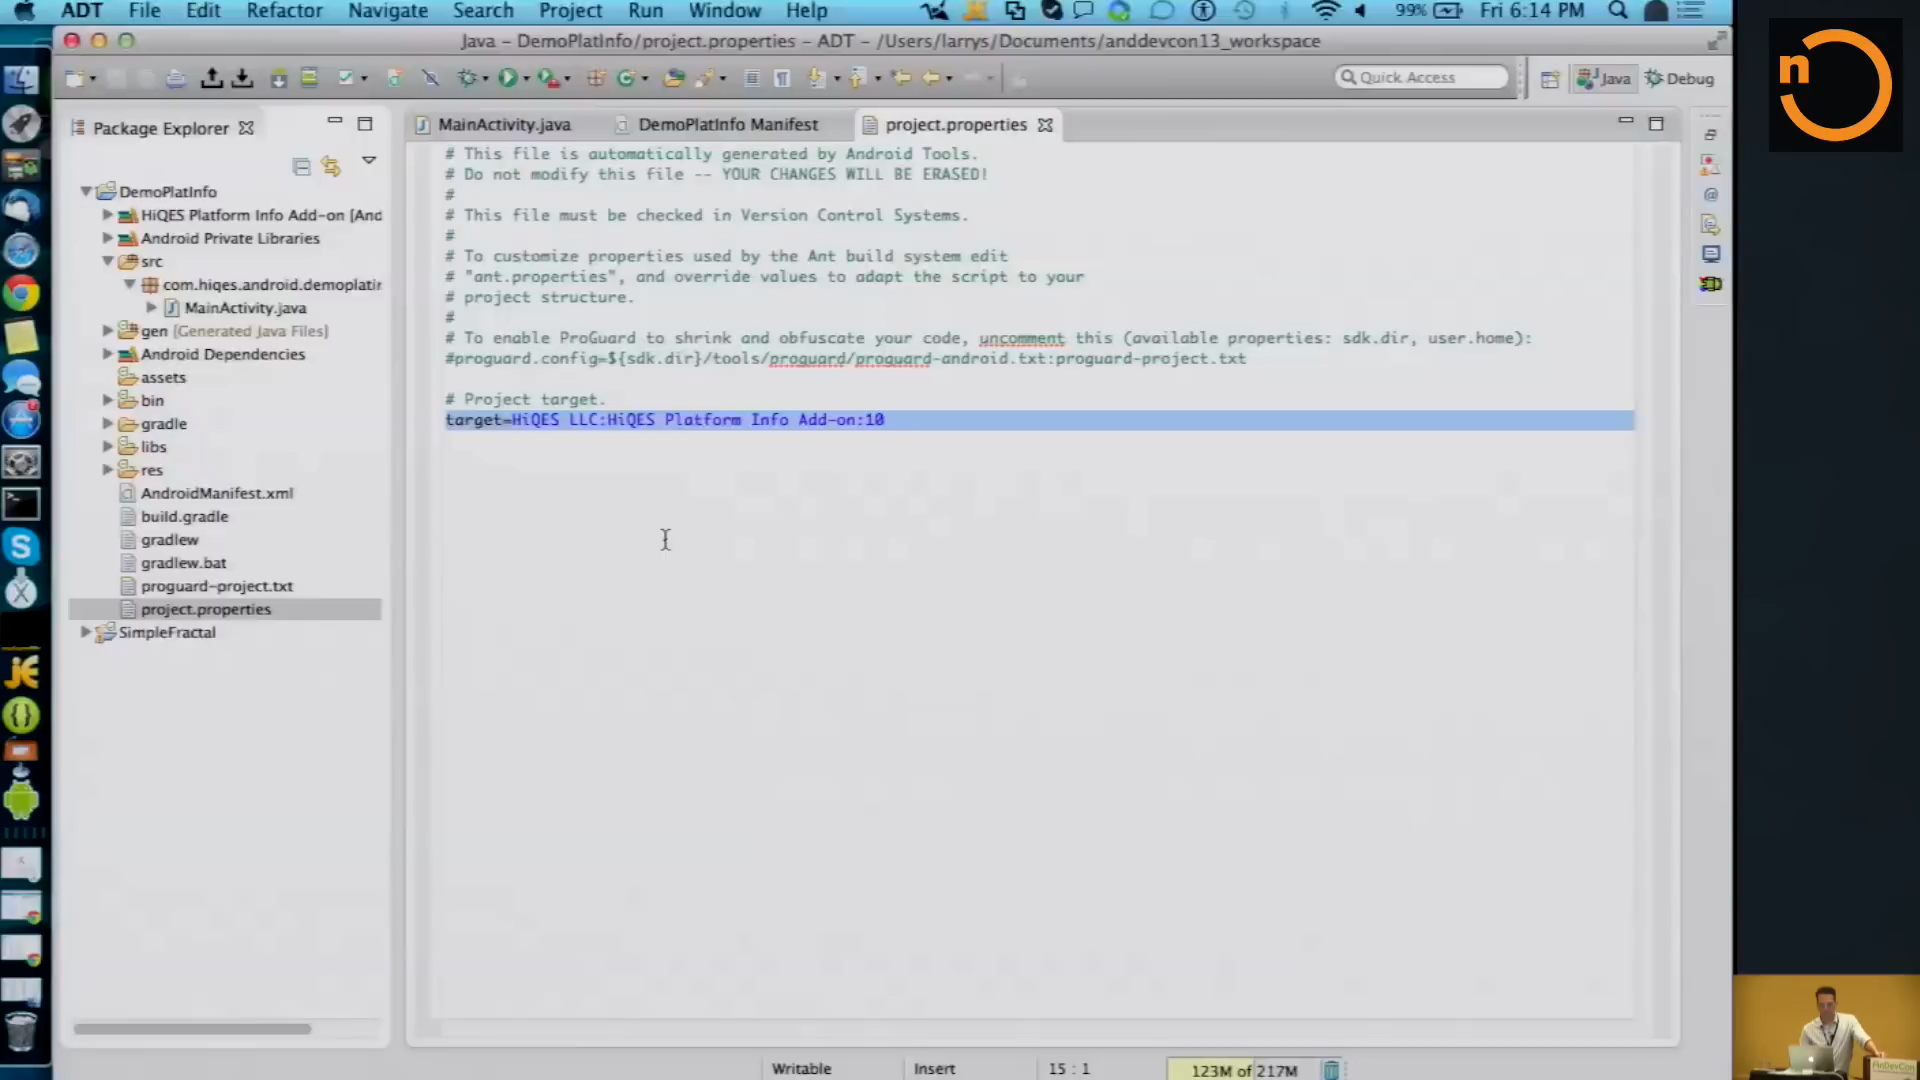 ADT File Edit Refactor Navigate Search Project Run Window Help 99% Fri 6:14 PM
Java - DemoPlatInfo/project.properties - ADT - /Users/larrys/Documents/anddevcon13_workspace
Quick Access Java Debug
n
Package Explorer
MainActivity.java DemoPlatInfo Manifest project.properties
DemoPlatInfo
HiQES Platform Info Add-on [And
Android Private Libraries
src
com.hiqes.android.demoplatin
MainActivity.java
gen [Generated Java Files]
Android Dependencies
assets
bin
gradle
libs
res
AndroidManifest.xml
build.gradle
gradlew
gradlew.bat
proguard-project.txt
project.properties
SimpleFractal
# This file is automatically generated by Android Tools.
# Do not modify this file -- YOUR CHANGES WILL BE ERASED!
#
# This file must be checked in Version Control Systems.
#
# To customize properties used by the Ant build system edit
# "ant.properties", and override values to adapt the script to your
# project structure.
#
# To enable ProGuard to shrink and obfuscate your code, uncomment this (available properties: sdk.dir, user.home):
#proguard.config=${sdk.dir}/tools/proguard/proguard-android.txt:proguard-project.txt
# Project target.
target=HiQES LLC:HiQES Platform Info Add-on:10
Writable Insert 15 : 1 123M of 217M
AnDevCon